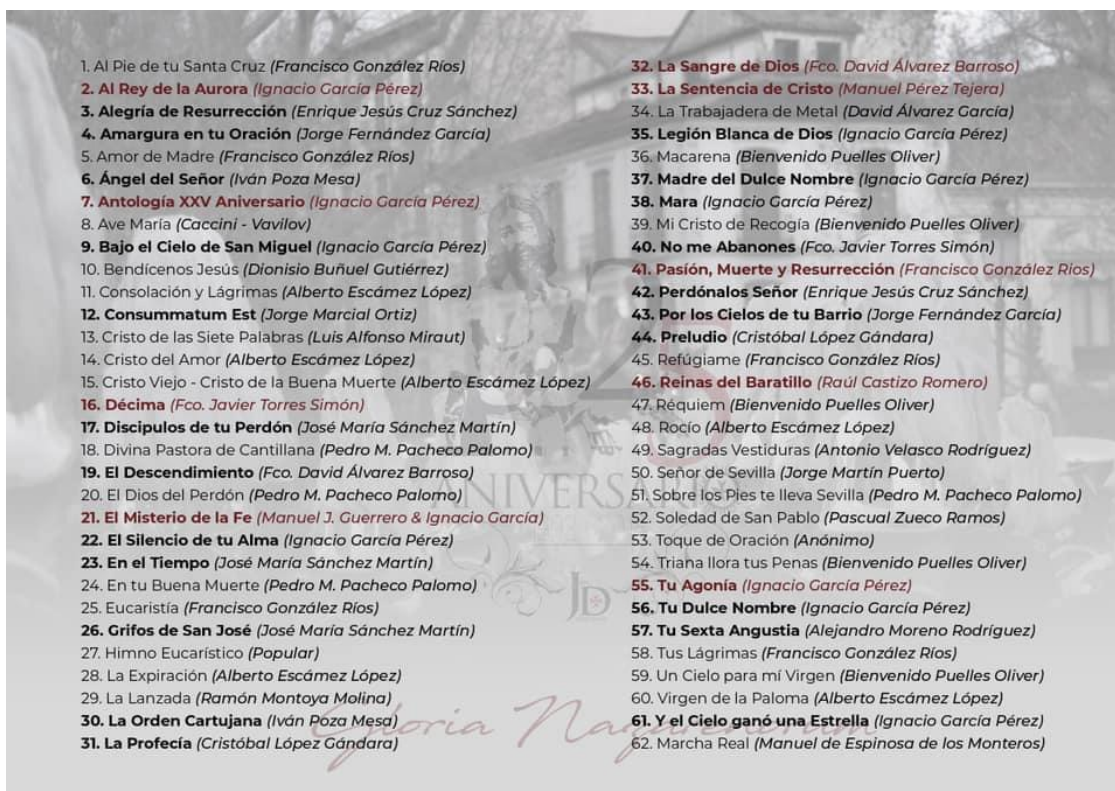 1. Al Pie de tu Santa Cruz (Francisco González Ríos)
2. Al Rey de la Aurora (Ignacio García Pérez)
3. Alegría de Resurrección (Enrique Jesús Cruz Sánchez)
4. Amargura en tu Oración (Jorge Fernández García)
5. Amor de Madre (Francisco González Ríos)
6. Ángel del Señor (Iván Poza Mesa)
7. Antología XXV Aniversario (Ignacio García Pérez)
8. Ave María (Caccini - Vavilov)
9. Bajo el Cielo de San Miguel (Ignacio García Pérez)
10. Bendícenos Jesús (Dionisio Buñuel Gutiérrez)
11. Consolación y Lágrimas (Alberto Escámez López)
12. Consummatum Est (Jorge Marcial Ortiz)
13. Cristo de las Siete Palabras (Luis Alfonso Miraut)
14. Cristo del Amor (Alberto Escámez López)
15. Cristo Viejo - Cristo de la Buena Muerte (Alberto Escámez López)
16. Décima (Fco. Javier Torres Simón)
17. Discipulos de tu Perdón (José María Sánchez Martín)
18. Divina Pastora de Cantillana (Pedro M. Pacheco Palomo)
19. El Descendimiento (Fco. David Álvarez Barroso)
20. El Dios del Perdón (Pedro M. Pacheco Palomo)
21. El Misterio de la Fe (Manuel J. Guerrero & Ignacio García)
22. El Silencio de tu Alma (Ignacio García Pérez)
23. En el Tiempo (José María Sánchez Martín)
24. En tu Buena Muerte (Pedro M. Pacheco Palomo)
25. Eucaristía (Francisco González Ríos)
26. Grifos de San José (José María Sánchez Martín)
27. Himno Eucarístico (Popular)
28. La Expiración (Alberto Escámez López)
29. La Lanzada (Ramón Montoya Molina)
30. La Orden Cartujana (Iván Poza Mesa)
31. La Profecía (Cristóbal López Gándara)
32. La Sangre de Dios (Fco. David Álvarez Barroso)
33. La Sentencia de Cristo (Manuel Pérez Tejera)
34. La Trabajadera de Metal (David Álvarez García)
35. Legión Blanca de Dios (Ignacio García Pérez)
36. Macarena (Bienvenido Puelles Oliver)
37. Madre del Dulce Nombre (Ignacio García Pérez)
38. Mara (Ignacio García Pérez)
39. Mi Cristo de Recogía (Bienvenido Puelles Oliver)
40. No me Abanones (Fco. Javier Torres Simón)
41. Pasión, Muerte y Resurrección (Francisco González Rios)
42. Perdónalos Señor (Enrique Jesús Cruz Sánchez)
43. Por los Cielos de tu Barrio (Jorge Fernández García)
44. Preludio (Cristóbal López Gándara)
45. Refúgiame (Francisco González Ríos)
46. Reinas del Baratillo (Raúl Castizo Romero)
47. Réquiem (Bienvenido Puelles Oliver)
48. Rocío (Alberto Escámez López)
49. Sagradas Vestiduras (Antonio Velasco Rodríguez)
50. Señor de Sevilla (Jorge Martín Puerto)
51. Sobre los Pies te lleva Sevilla (Pedro M. Pacheco Palomo)
52. Soledad de San Pablo (Pascual Zueco Ramos)
53. Toque de Oración (Anónimo)
54. Triana llora tus Penas (Bienvenido Puelles Oliver)
55. Tu Agonía (Ignacio García Pérez)
56. Tu Dulce Nombre (Ignacio García Pérez)
57. Tu Sexta Angustia (Alejandro Moreno Rodríguez)
58. Tus Lágrimas (Francisco González Ríos)
59. Un Cielo para mí Virgen (Bienvenido Puelles Oliver)
60. Virgen de la Paloma (Alberto Escámez López)
61. Y el Cielo ganó una Estrella (Ignacio García Pérez)
62. Marcha Real (Manuel de Espinosa de los Monteros)
25
ANIVERSARIO
JD
Gloria Nazarenorum